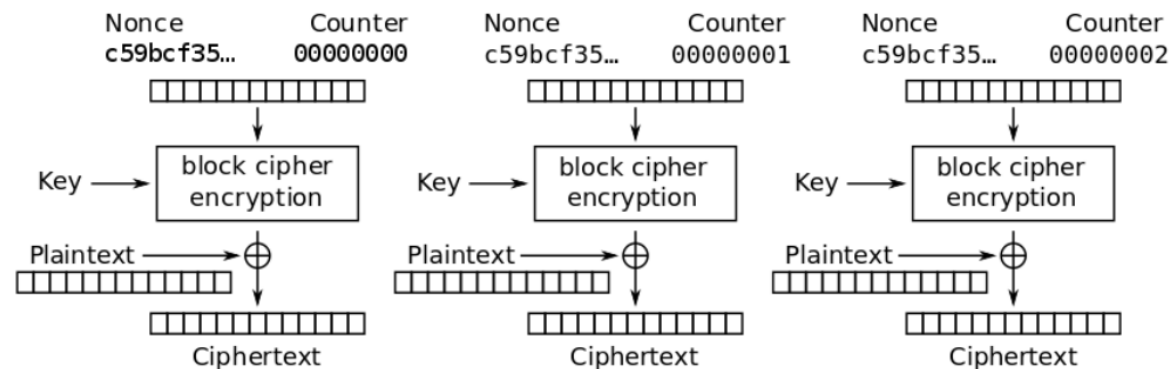 Nonce Counter Nonce Counter Nonce Counter
c59bcf35… 00000000 c59bcf35… 00000001 c59bcf35… 00000002
Key block cipher encryption Key block cipher encryption Key block cipher encryption
Plaintext Plaintext Plaintext
Ciphertext Ciphertext Ciphertext